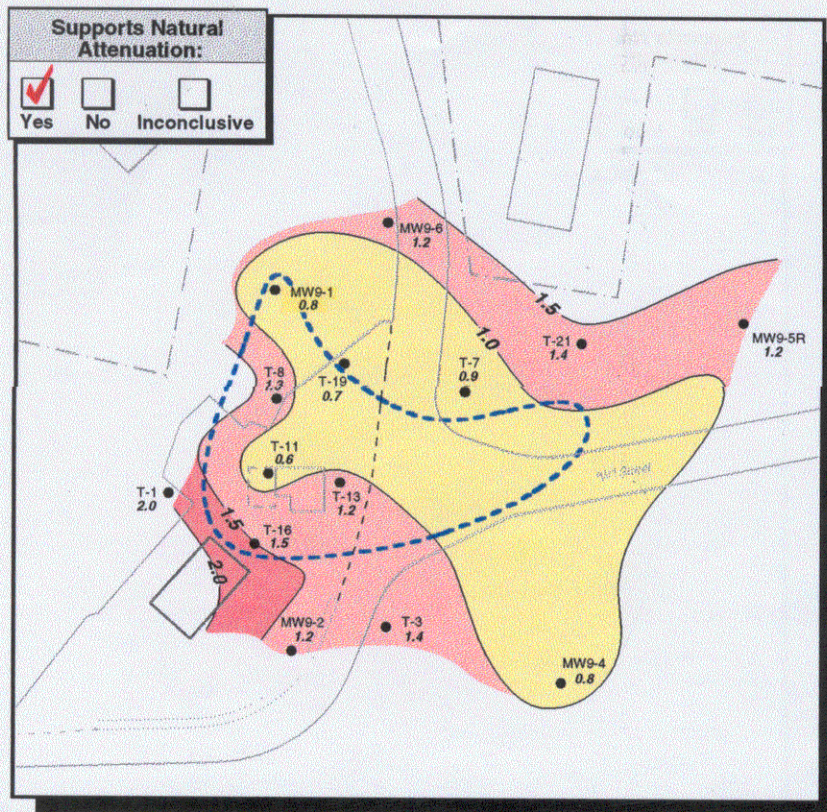 Supports Natural
Attenuation:
Yes No Inconclusive
MW9-6
1.2
MW9-1
0.8
1.5
1.0
T-21
1.4
MW9-5R
1.2
T-8
1.3
T-19
0.7
T-7
0.9
T-11
0.6
T-13
1.2
T-1
2.0
1.5
T-16
1.5
2.0
MW9-2
1.2
T-3
1.4
MW9-4
0.8
Street